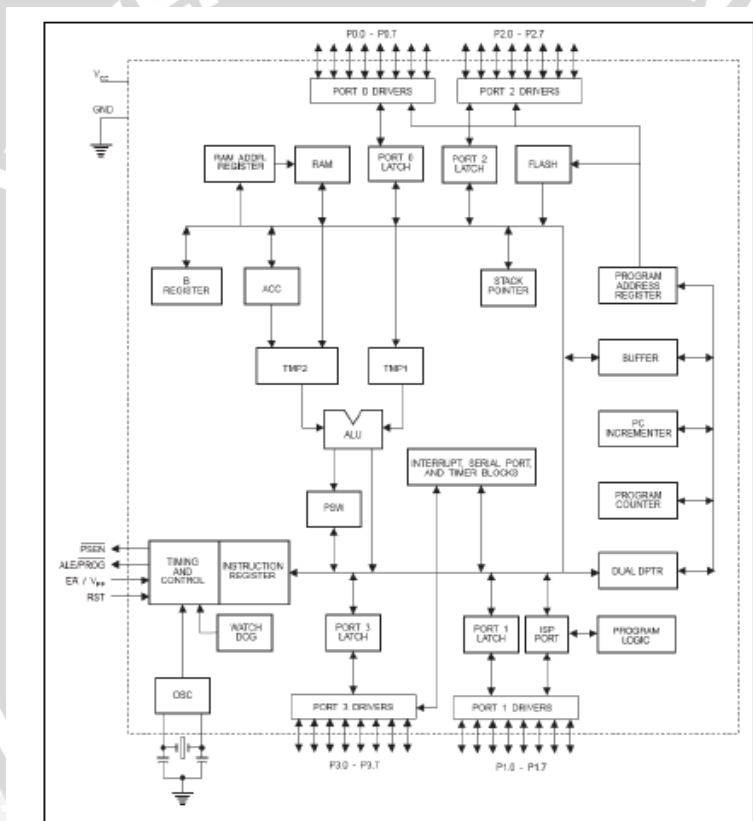 P0.0 - P0.7
P2.0 - P2.7
VCC
PORT 0 DRIVERS
PORT 2 DRIVERS
GND
RAM ADDR.
REGISTER
RAM
PORT 0
LATCH
PORT 2
LATCH
FLASH
B
REGISTER
ACC
STACK
POINTER
PROGRAM
ADDRESS
REGISTER
TMP2
TMP1
BUFFER
ALU
PC
INCREMENTER
INTERRUPT, SERIAL PORT,
AND TIMER BLOCKS
PSW
PROGRAM
COUNTER
PSEN
ALE/PROG
EA / VPP
RST
TIMING
AND
CONTROL
INSTRUCTION
REGISTER
DUAL DPTR
WATCH
DOG
PORT 3
LATCH
PORT 1
LATCH
ISP
PORT
PROGRAM
LOGIC
OSC
PORT 3 DRIVERS
PORT 1 DRIVERS
P3.0 - P3.7
P1.0 - P1.7